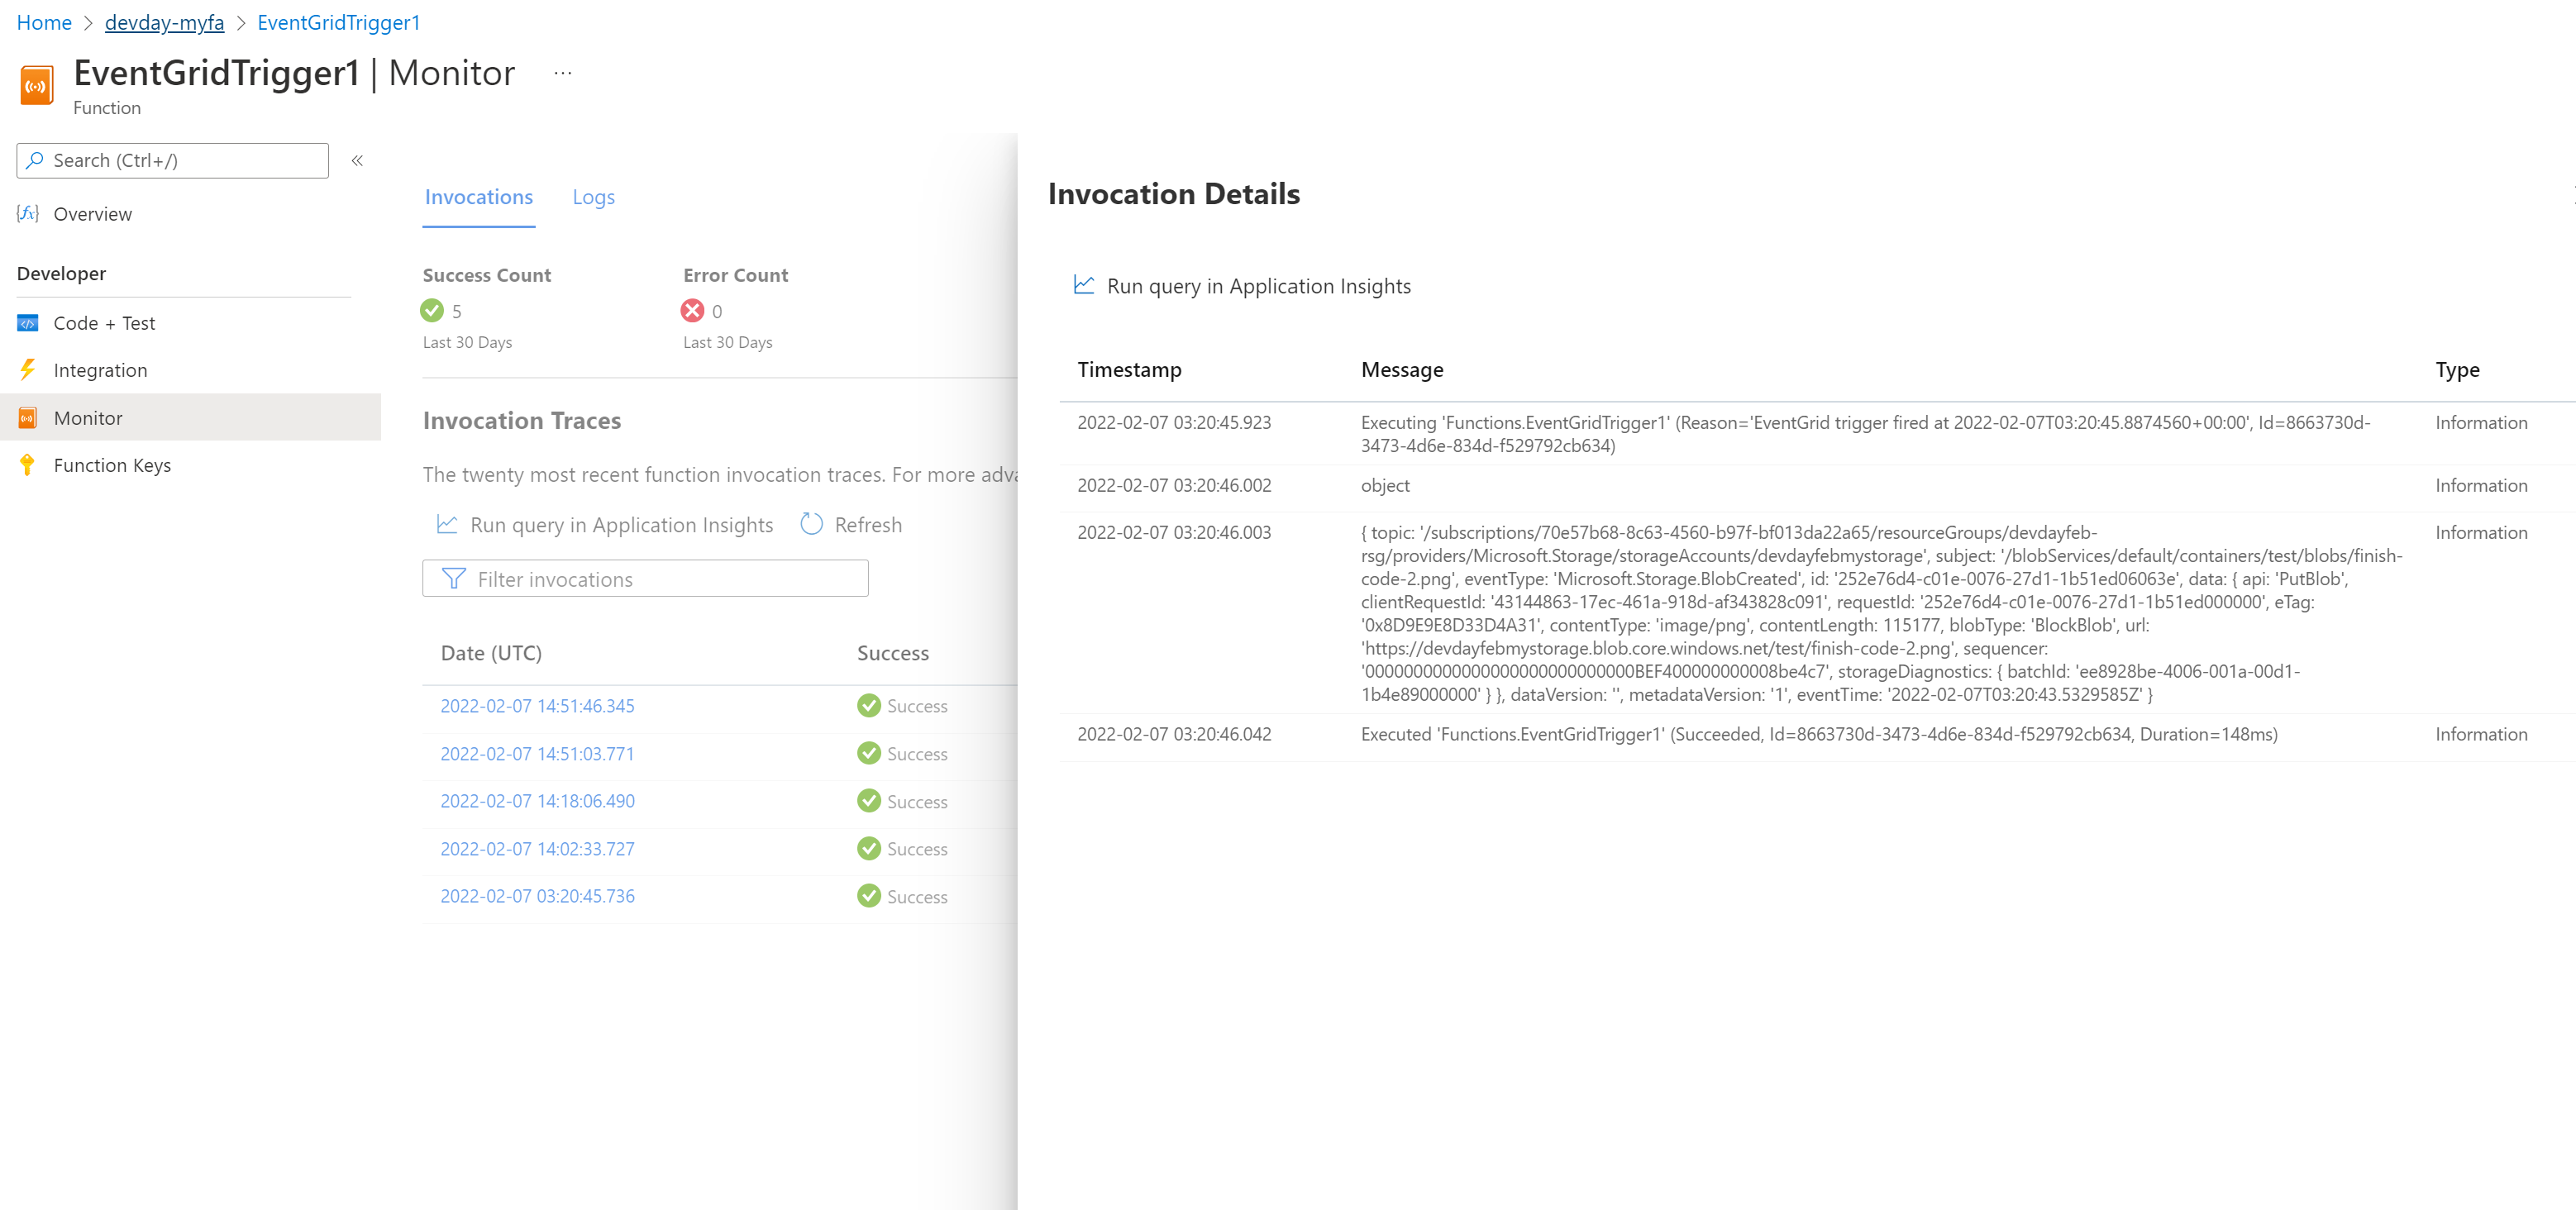 Home > devday-myfa > EventGridTrigger1
EventGridTrigger1 | Monitor ...
Function
Search (Ctrl+/)
«
Overview
Developer
Code + Test
Integration
Monitor
Function Keys
Invocations Logs
Success Count Error Count
5 0
Last 30 Days Last 30 Days
Invocation Traces
The twenty most recent function invocation traces. For more adva
Run query in Application Insights Refresh
Filter invocations
Date (UTC) Success
2022-02-07 14:51:46.345 Success
2022-02-07 14:51:03.771 Success
2022-02-07 14:18:06.490 Success
2022-02-07 14:02:33.727 Success
2022-02-07 03:20:45.736 Success
Invocation Details
Run query in Application Insights
Timestamp Message Type
2022-02-07 03:20:45.923 Executing 'Functions.EventGridTrigger1' (Reason='EventGrid trigger fired at 2022-02-07T03:20:45.8874560+00:00', Id=8663730d- Information
3473-4d6e-834d-f529792cb634)
2022-02-07 03:20:46.002 object Information
2022-02-07 03:20:46.003 { topic: '/subscriptions/70e57b68-8c63-4560-b97f-bf013da22a65/resourceGroups/devdayfeb- Information
rsg/providers/Microsoft.Storage/storageAccounts/devdayfebmystorage', subject: '/blobServices/default/containers/test/blobs/finish-
code-2.png', eventType: 'Microsoft.Storage.BlobCreated', id: '252e76d4-c01e-0076-27d1-1b51ed06063e', data: { api: 'PutBlob',
clientRequestId: '43144863-17ec-461a-918d-af343828c091', requestId: '252e76d4-c01e-0076-27d1-1b51ed000000', eTag:
'0x8D9E9E8D33D4A31', contentType: 'image/png', contentLength: 115177, blobType: 'BlockBlob', url:
'https://devdayfebmystorage.blob.core.windows.net/test/finish-code-2.png', sequencer:
'0000000000000000000000000000BEF400000000008be4c7', storageDiagnostics: { batchId: 'ee8928be-4006-001a-00d1-
1b4e89000000' } }, dataVersion: '', metadataVersion: '1', eventTime: '2022-02-07T03:20:43.5329585Z' }
2022-02-07 03:20:46.042 Executed 'Functions.EventGridTrigger1' (Succeeded, Id=8663730d-3473-4d6e-834d-f529792cb634, Duration=148ms) Information